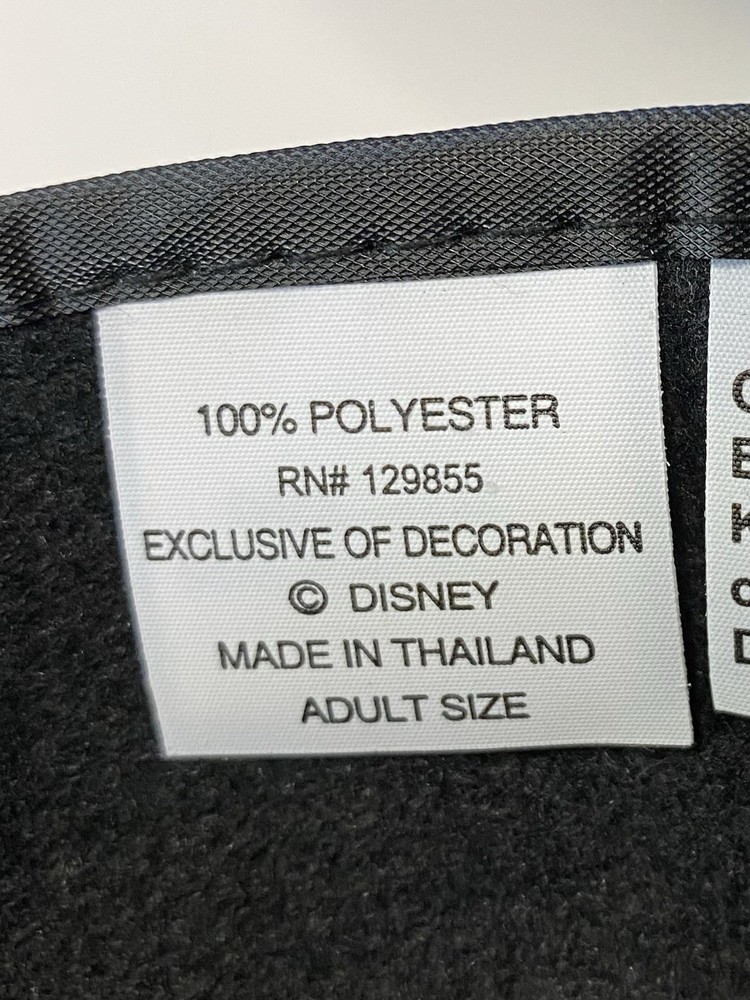 100% POLYESTER
RN# 129855
EXCLUSIVE OF DECORATION
© DISNEY
MADE IN THAILAND
ADULT SIZE